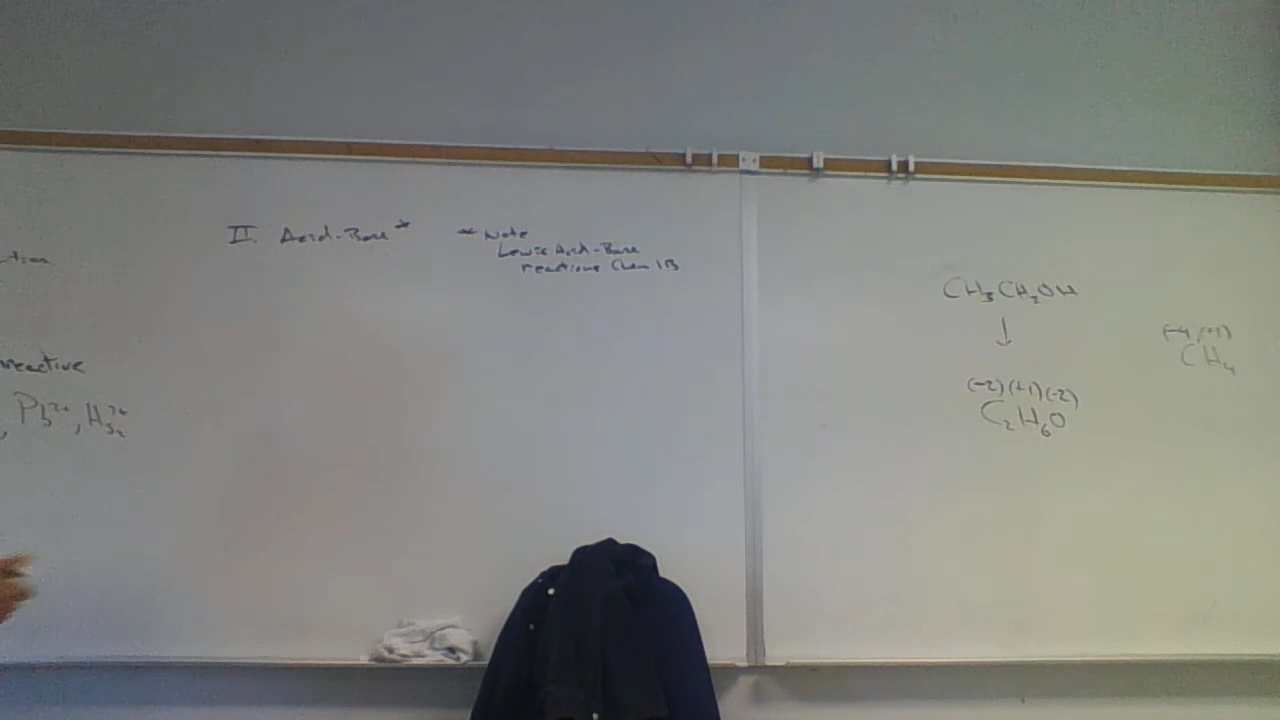 II. Acid-Base*
* Note
Lewis Acid-Base
reactions Chem 1B
reactive
, Pb²⁺, Hg₂²⁺
CH₃CH₂OH
↓
(-2)(+1)(-2)
C₂H₆O
(-4,+1)
CH₄